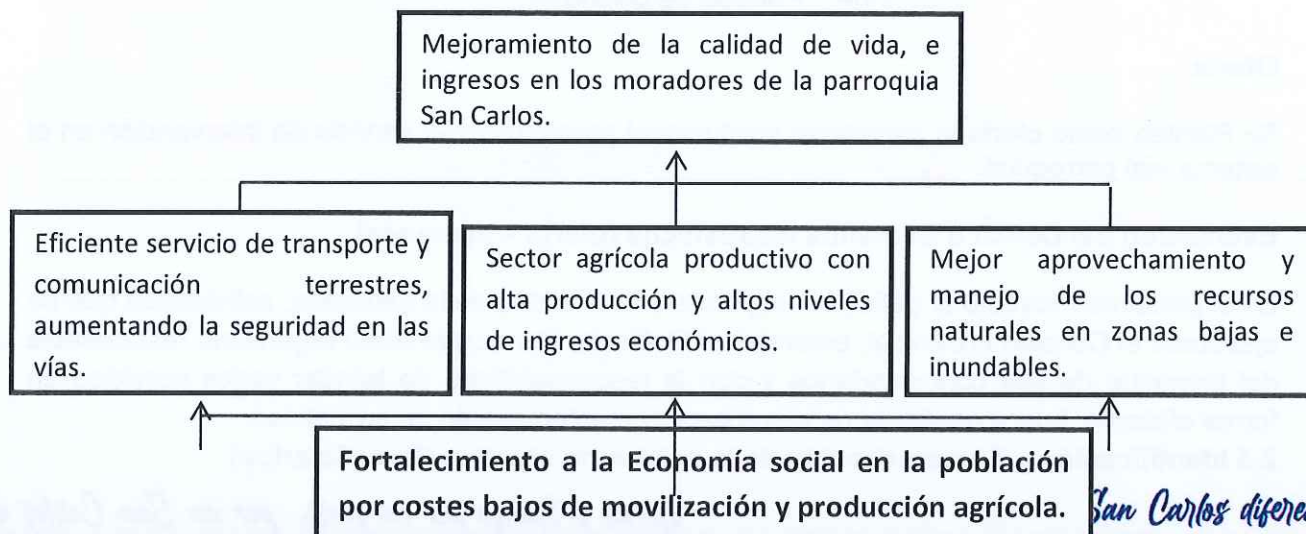 Mejoramiento de la calidad de vida, e
ingresos en los moradores de la parroquia
San Carlos.
Eficiente servicio de transporte y
comunicación terrestres,
aumentando la seguridad en las
vías.
Sector agrícola productivo con
alta producción y altos niveles
de ingresos económicos.
Mejor aprovechamiento y
manejo de los recursos
naturales en zonas bajas e
inundables.
Fortalecimiento a la Economía social en la población
por costes bajos de movilización y producción agrícola.
San Carlos